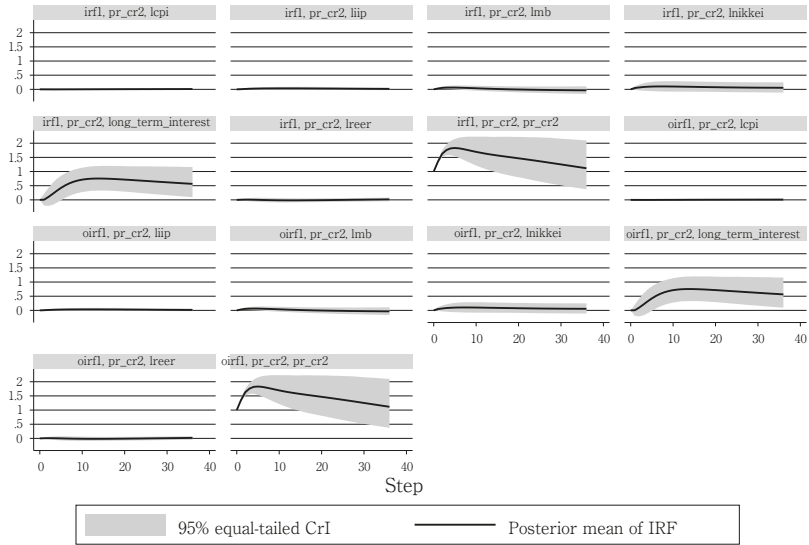 irf1, pr_cr2, lcpi
irf1, pr_cr2, liip
irf1, pr_cr2, lmb
irf1, pr_cr2, lnikkei
2
1.5
1
.5
0
irf1, pr_cr2, long_term_interest
irf1, pr_cr2, lreer
irf1, pr_cr2, pr_cr2
oirf1, pr_cr2, lcpi
2
1.5
1
.5
0
oirf1, pr_cr2, liip
oirf1, pr_cr2, lmb
oirf1, pr_cr2, lnikkei
oirf1, pr_cr2, long_term_interest
2
1.5
1
.5
0
0 10 20 30 40
0 10 20 30 40
oirf1, pr_cr2, lreer
oirf1, pr_cr2, pr_cr2
2
1.5
1
.5
0
0 10 20 30 40
0 10 20 30 40
Step
95% equal-tailed CrI
Posterior mean of IRF